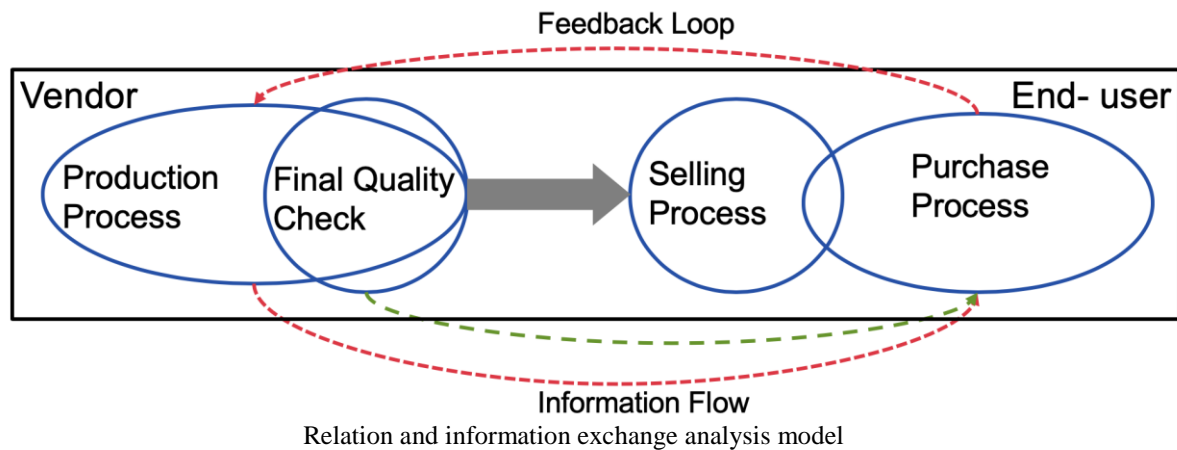 Feedback Loop
Vendor
End- user
Production
Process
Final Quality
Check
Selling
Process
Purchase
Process
Information Flow
Relation and information exchange analysis model